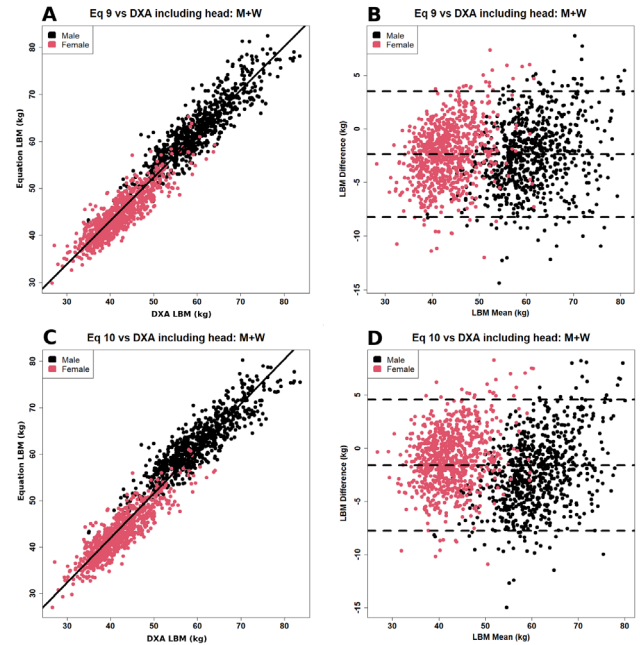 A
Eq 9 vs DXA including head: M+W
Male
Female
Equation LBM (kg)
80
70
60
50
40
30
30 40 50 60 70 80
DXA LBM (kg)
B
Eq 9 vs DXA including head: M+W
Male
Female
LBM Difference (kg)
5
0
-5
-10
-15
30 40 50 60 70 80
LBM Mean (kg)
C
Eq 10 vs DXA including head: M+W
Male
Female
Equation LBM (kg)
80
70
60
50
40
30
30 40 50 60 70 80
DXA LBM (kg)
D
Eq 10 vs DXA including head: M+W
Male
Female
LBM Difference (kg)
5
0
-5
-10
-15
30 40 50 60 70 80
LBM Mean (kg)